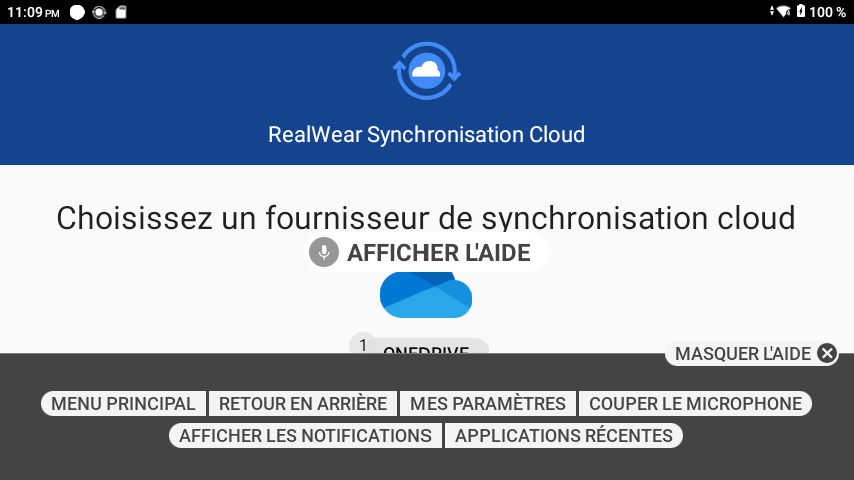 11:09 PM
100 %
RealWear Synchronisation Cloud
Choisissez un fournisseur de synchronisation cloud
AFFICHER L'AIDE
1
ONEDRIVE
MASQUER L'AIDE
MENU PRINCIPAL
RETOUR EN ARRIÈRE
MES PARAMÈTRES
COUPER LE MICROPHONE
AFFICHER LES NOTIFICATIONS
APPLICATIONS RÉCENTES